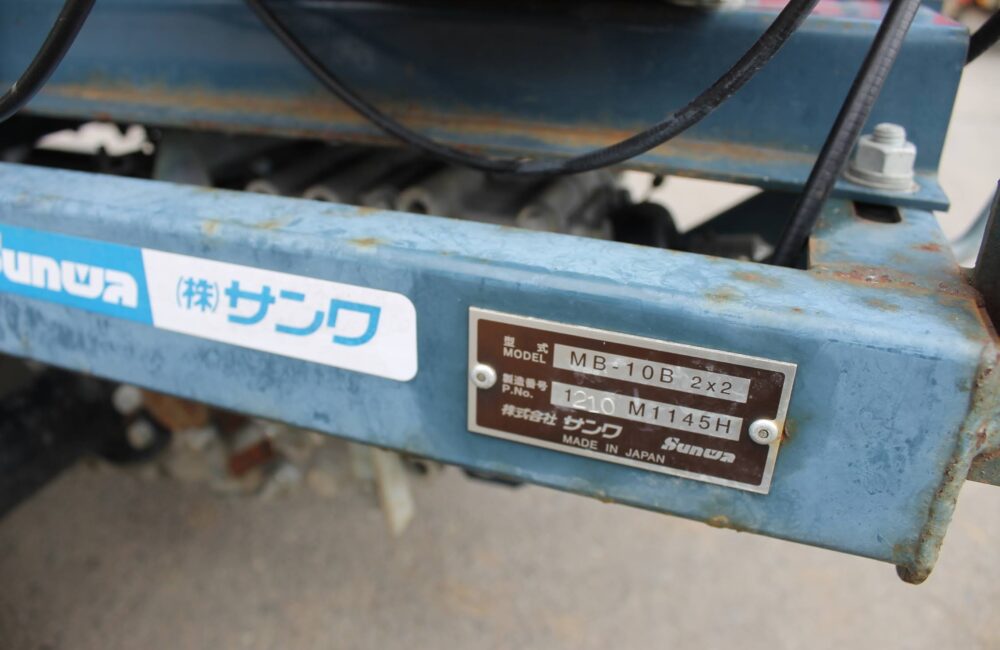 Sunwa
(株)サンワ
型式
MODEL MB-10B 2x2
製造番号
P.No. 1210 M1145H
株式会社 サンワ Sunwa
MADE IN JAPAN